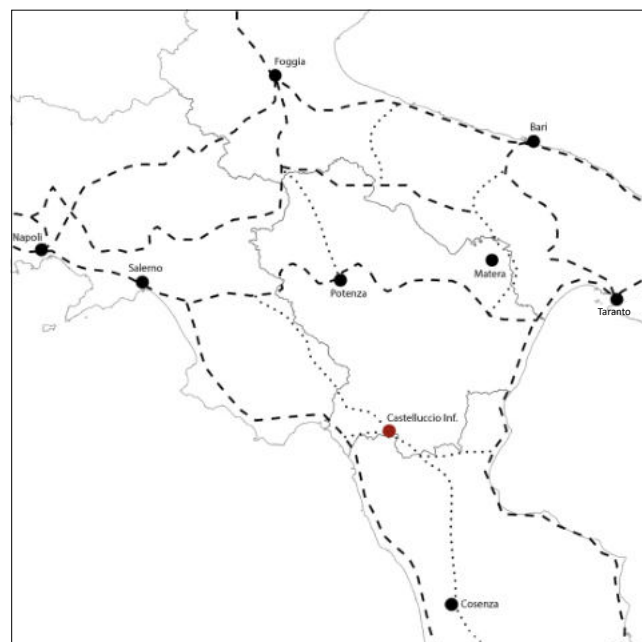 Foggia
Bari
Napoli
Salerno
Matera
Potenza
Taranto
Castelluccio Inf.
Cosenza